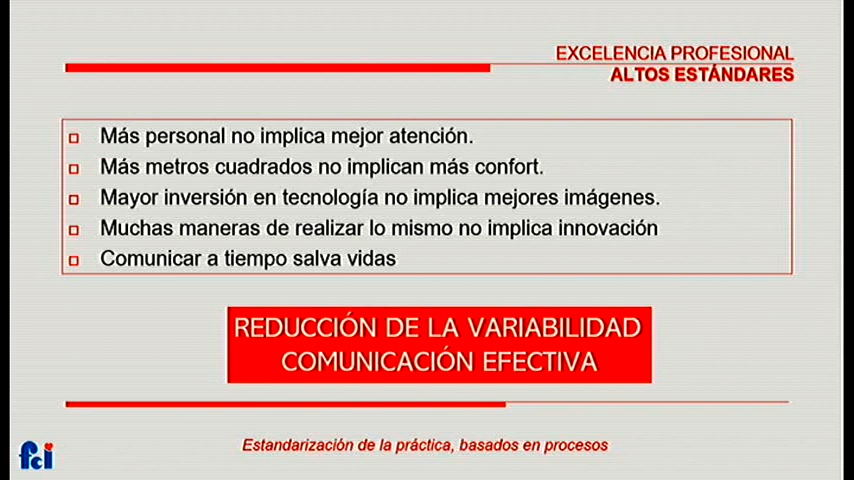 EXCELENCIA PROFESIONAL
ALTOS ESTÁNDARES
Más personal no implica mejor atención.
Más metros cuadrados no implican más confort.
Mayor inversión en tecnología no implica mejores imágenes.
Muchas maneras de realizar lo mismo no implica innovación
Comunicar a tiempo salva vidas
REDUCCIÓN DE LA VARIABILIDAD
COMUNICACIÓN EFECTIVA
Estandarización de la práctica, basados en procesos
fci